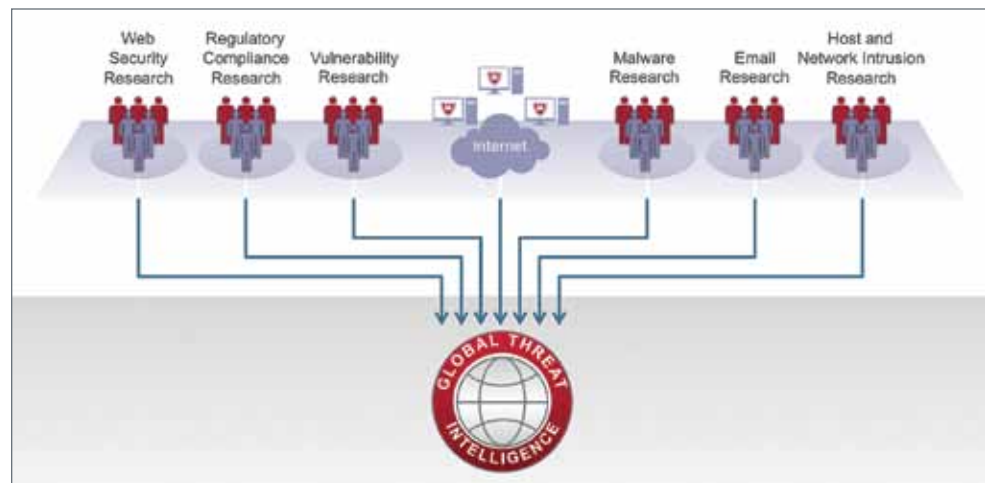 Web
Security
Research
Regulatory
Compliance
Research
Vulnerability
Research
Internet
Malware
Research
Email
Research
Host and
Network Intrusion
Research
GLOBAL THREAT
INTELLIGENCE